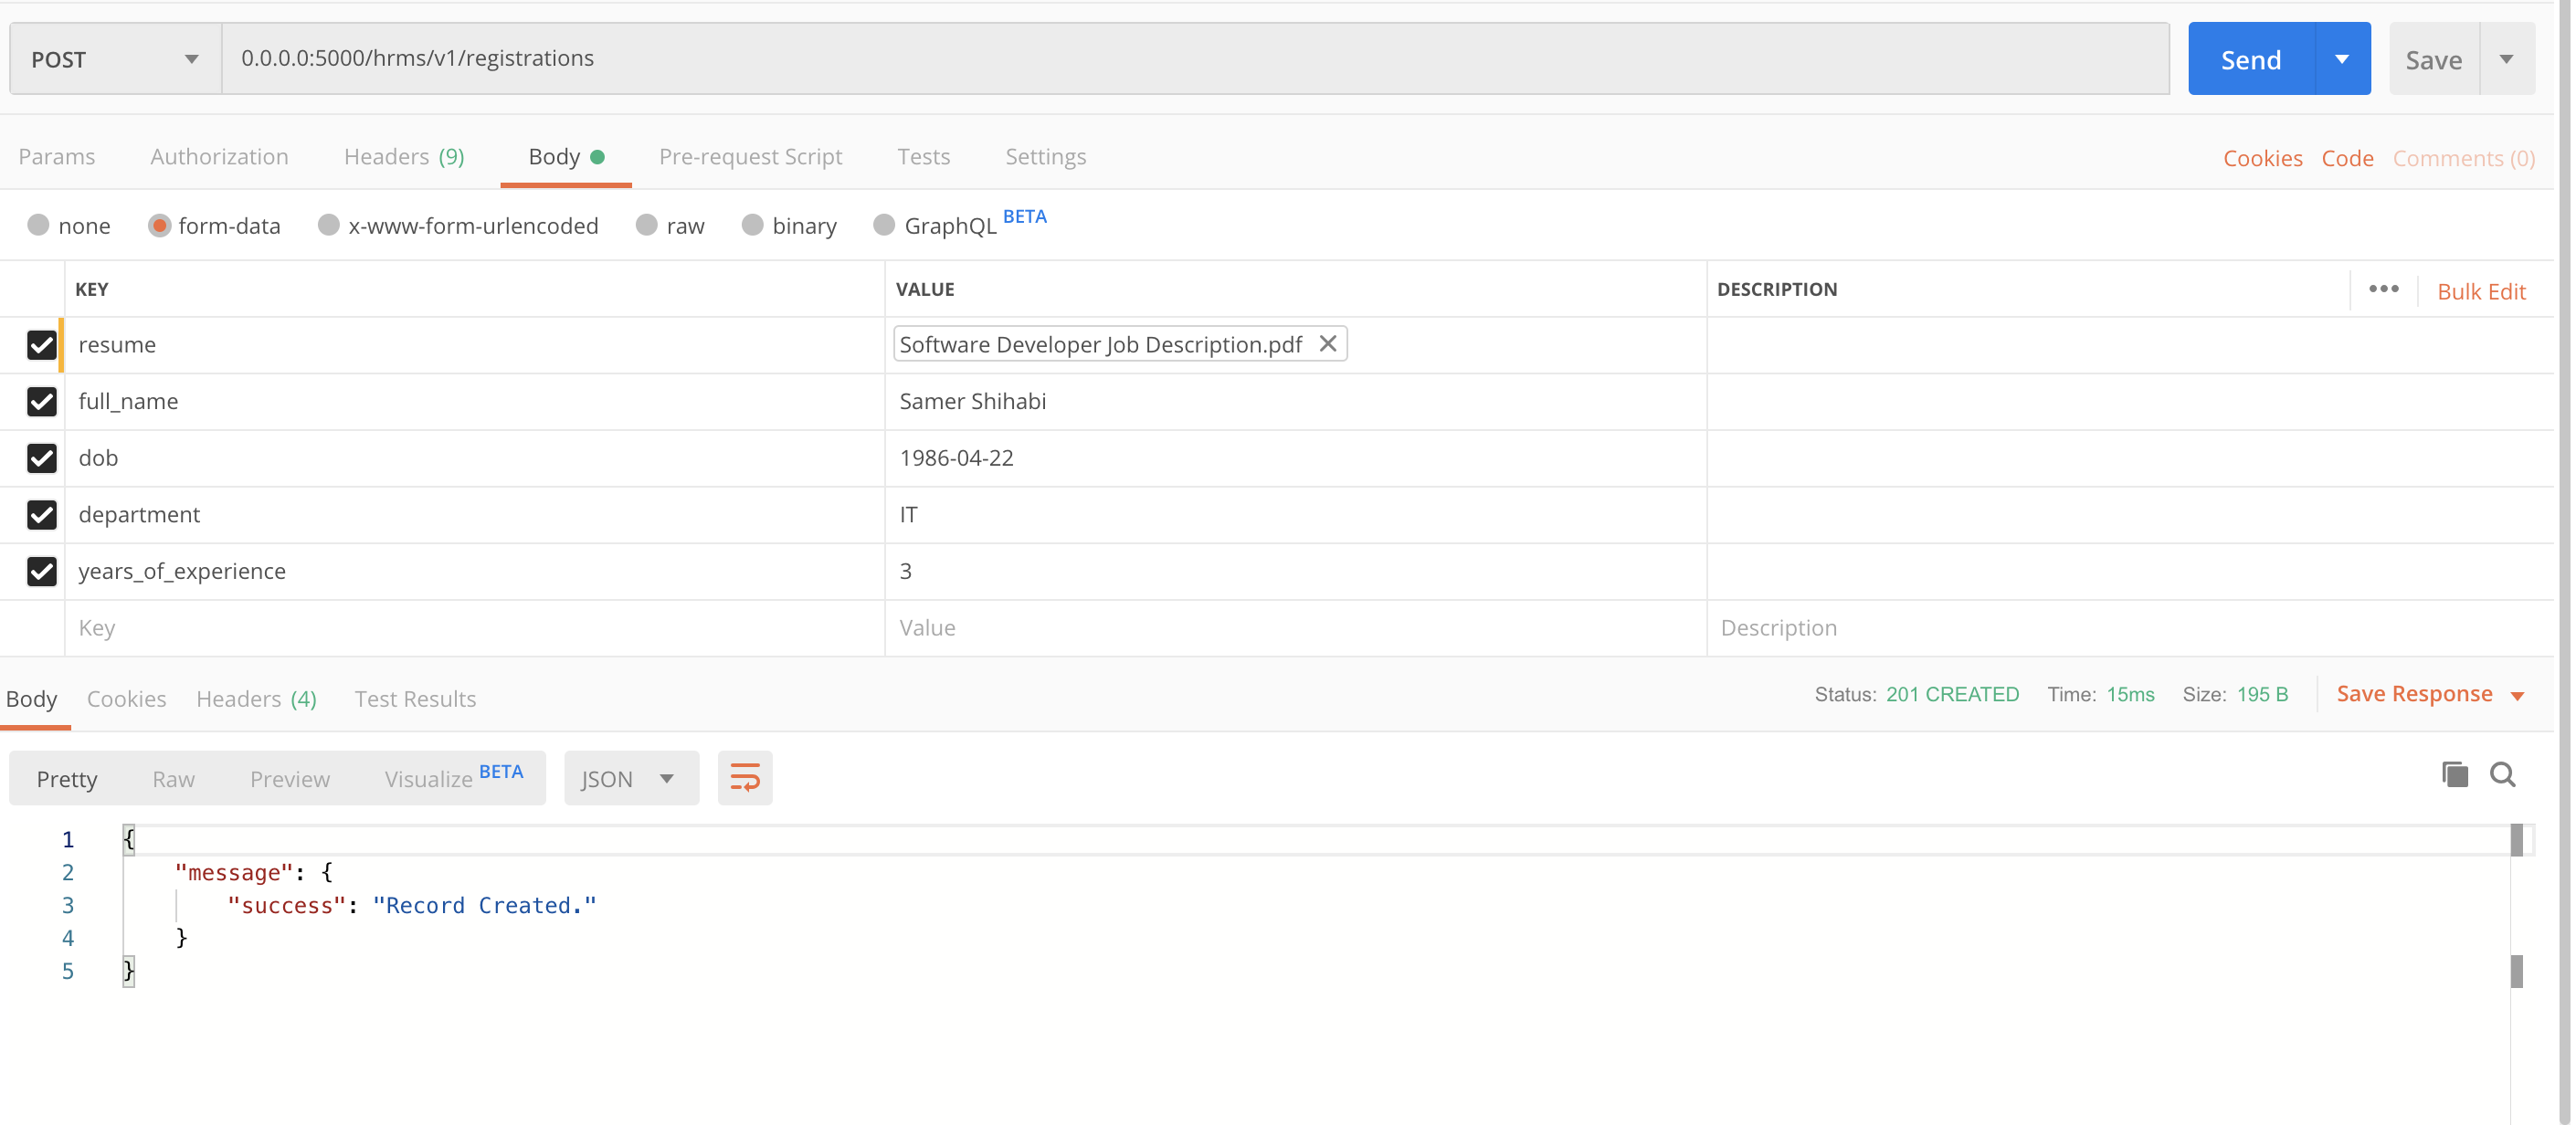 POST 0.0.0.0:5000/hrms/v1/registrations Send Save
Params Authorization Headers (9) Body Pre-request Script Tests Settings Cookies Code Comments (0)
none form-data x-www-form-urlencoded raw binary GraphQL BETA
KEY VALUE DESCRIPTION ••• Bulk Edit
resume Software Developer Job Description.pdf
full_name Samer Shihabi
dob 1986-04-22
department IT
years_of_experience 3
Key Value Description
Body Cookies Headers (4) Test Results Status: 201 CREATED Time: 15ms Size: 195 B Save Response
Pretty Raw Preview Visualize BETA JSON
1 {
2 "message": {
3 "success": "Record Created."
4 }
5 }